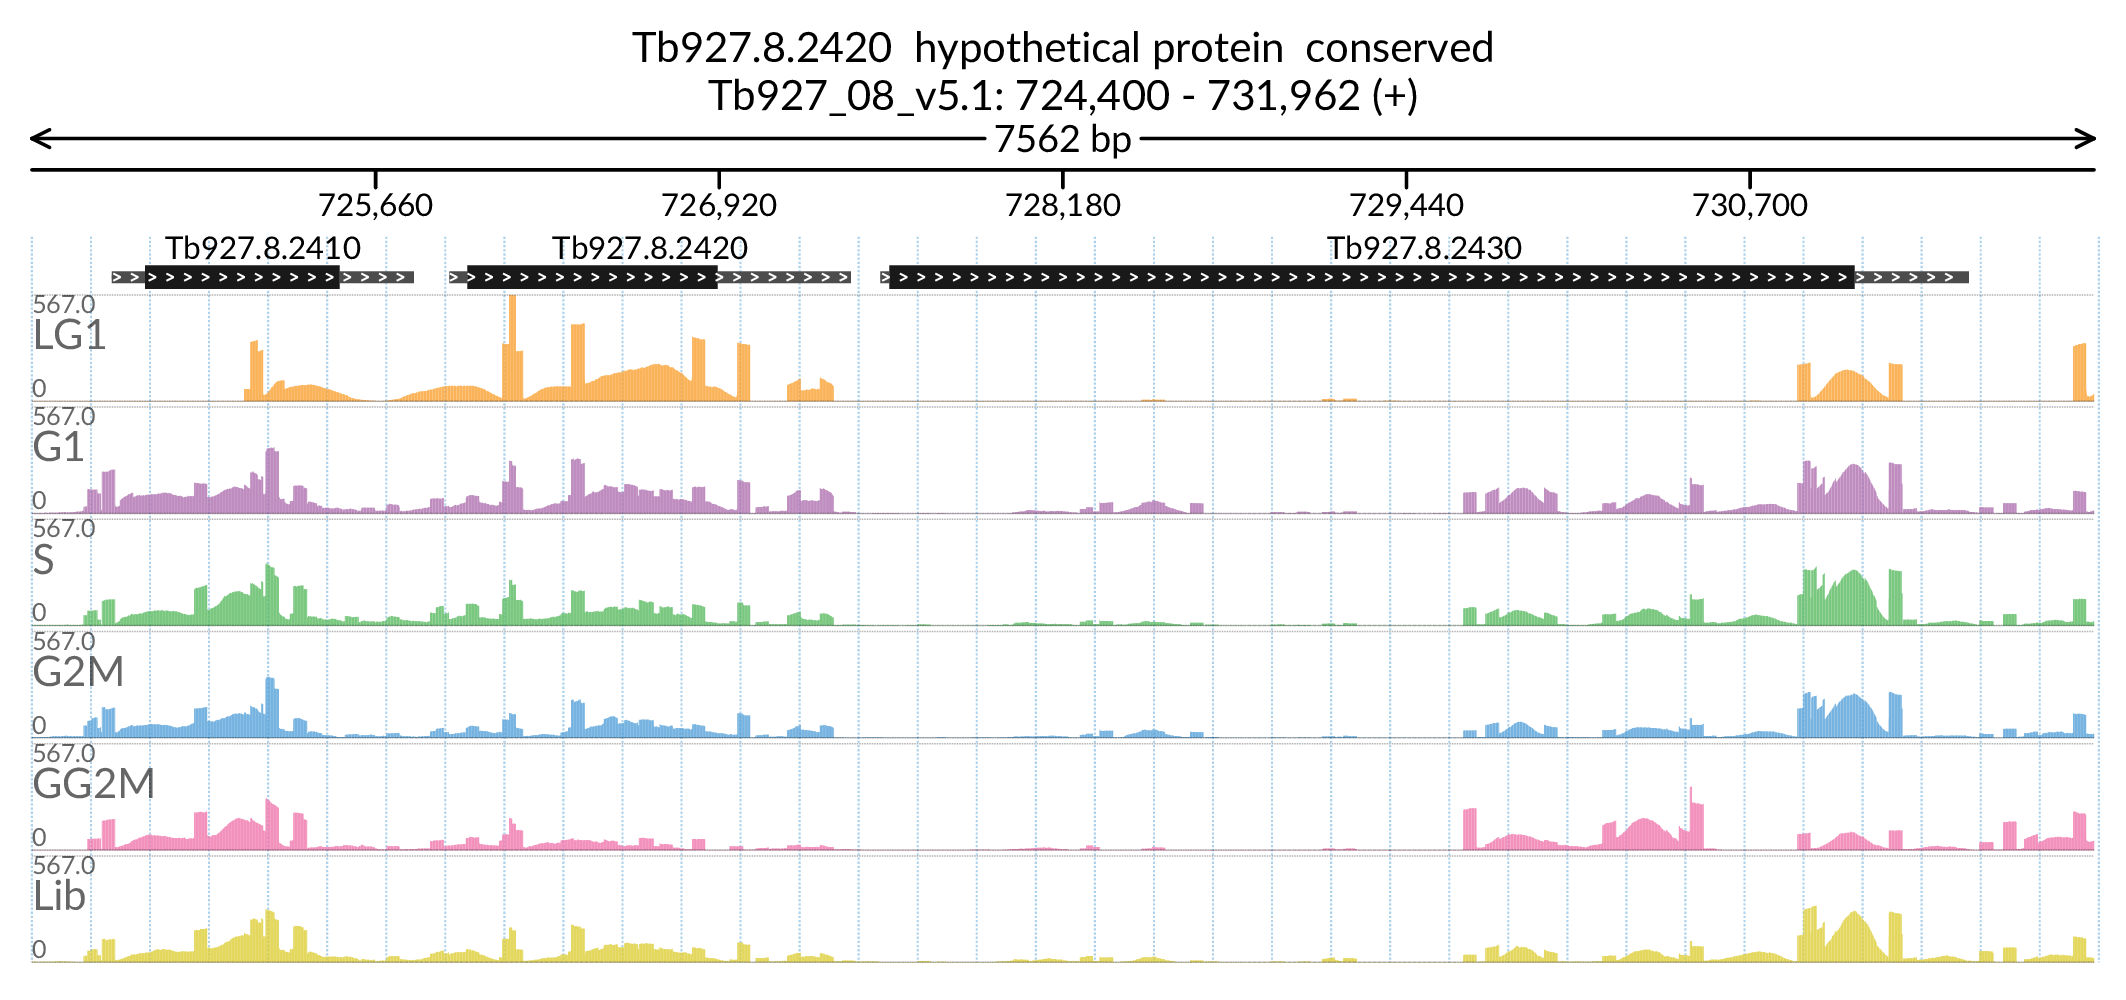 Tb927.8.2420 hypothetical protein conserved
Tb927_08_v5.1: 724,400 - 731,962 (+)
7562 bp
725,660 726,920 728,180 729,440 730,700
Tb927.8.2410 Tb927.8.2420 Tb927.8.2430
567.0
LG1
0
567.0
G1
0
567.0
S
0
567.0
G2M
0
567.0
GG2M
0
567.0
Lib
0